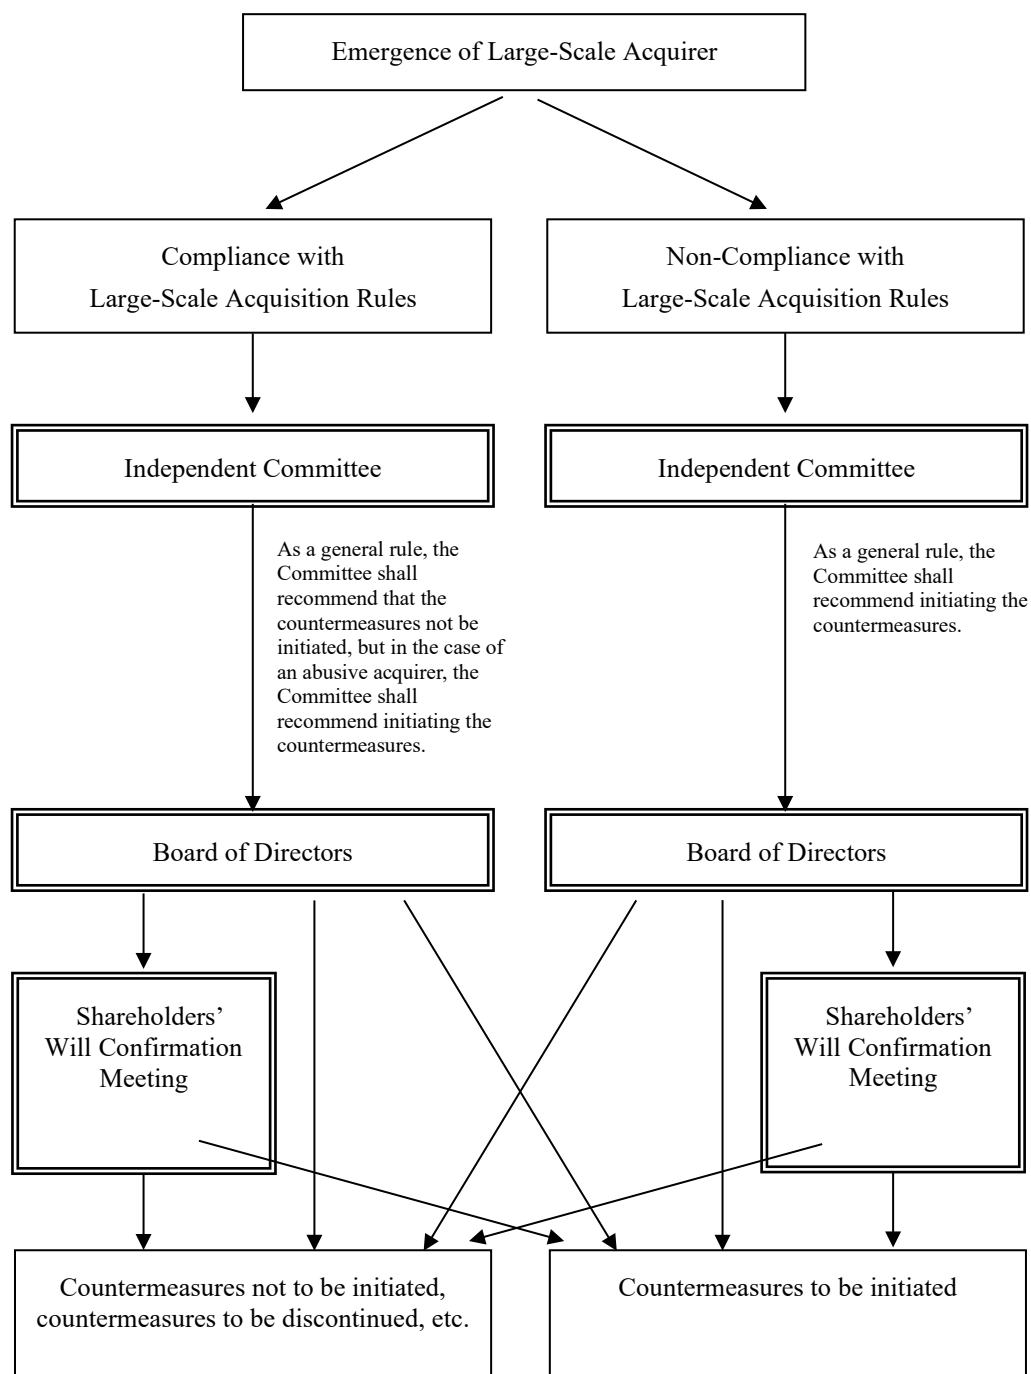 Emergence of Large-Scale Acquirer
Compliance with
Large-Scale Acquisition Rules
Non-Compliance with
Large-Scale Acquisition Rules
Independent Committee
Independent Committee
As a general rule, the
Committee shall
recommend that the
countermeasures not be
initiated, but in the case of
an abusive acquirer, the
Committee shall
recommend initiating the
countermeasures.
As a general rule, the
Committee shall
recommend initiating the
countermeasures.
Board of Directors
Board of Directors
Shareholders’
Will Confirmation
Meeting
Shareholders’
Will Confirmation
Meeting
Countermeasures not to be initiated,
countermeasures to be discontinued, etc.
Countermeasures to be initiated